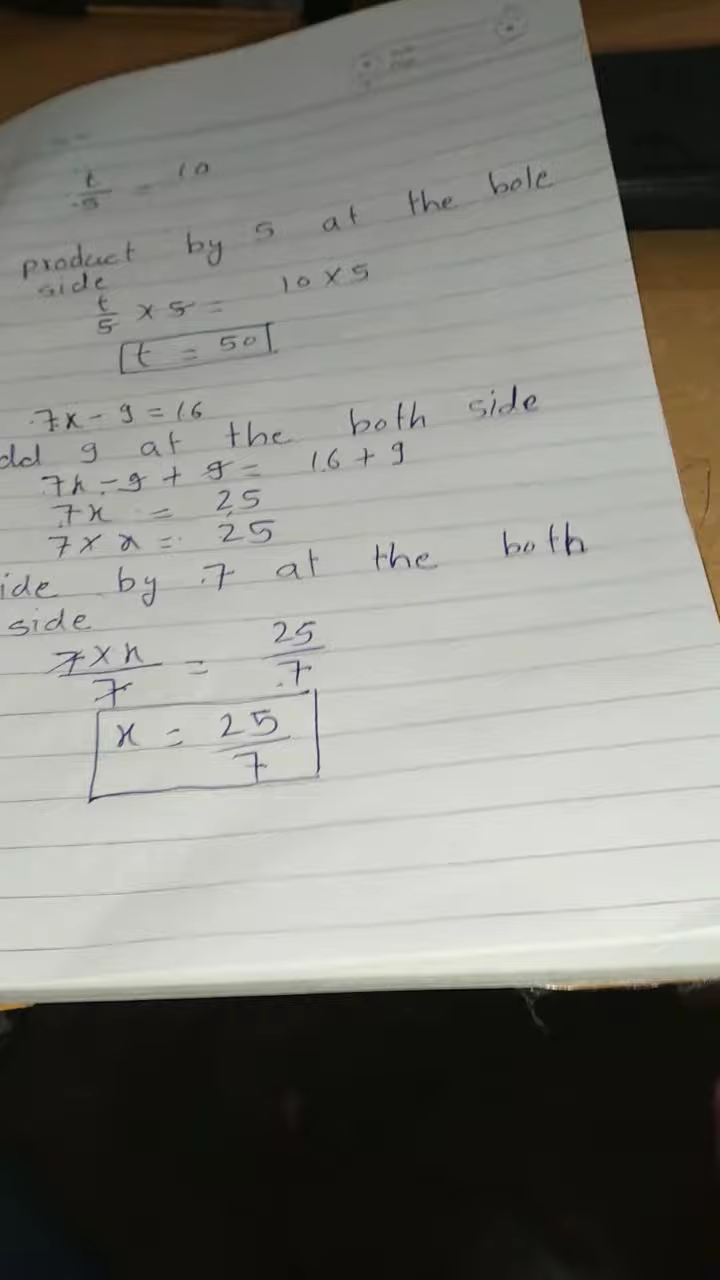 t/5 = 10
product by 5 at the bole
side
t/5 × 5 = 10 × 5
t = 50
7x - 9 = 16
dd 9 at the both side
7x - 9 + 9 = 16 + 9
7x = 25
7 × x = 25
ide by 7 at the both
side
7 × x/7 = 25/7
x = 25/7